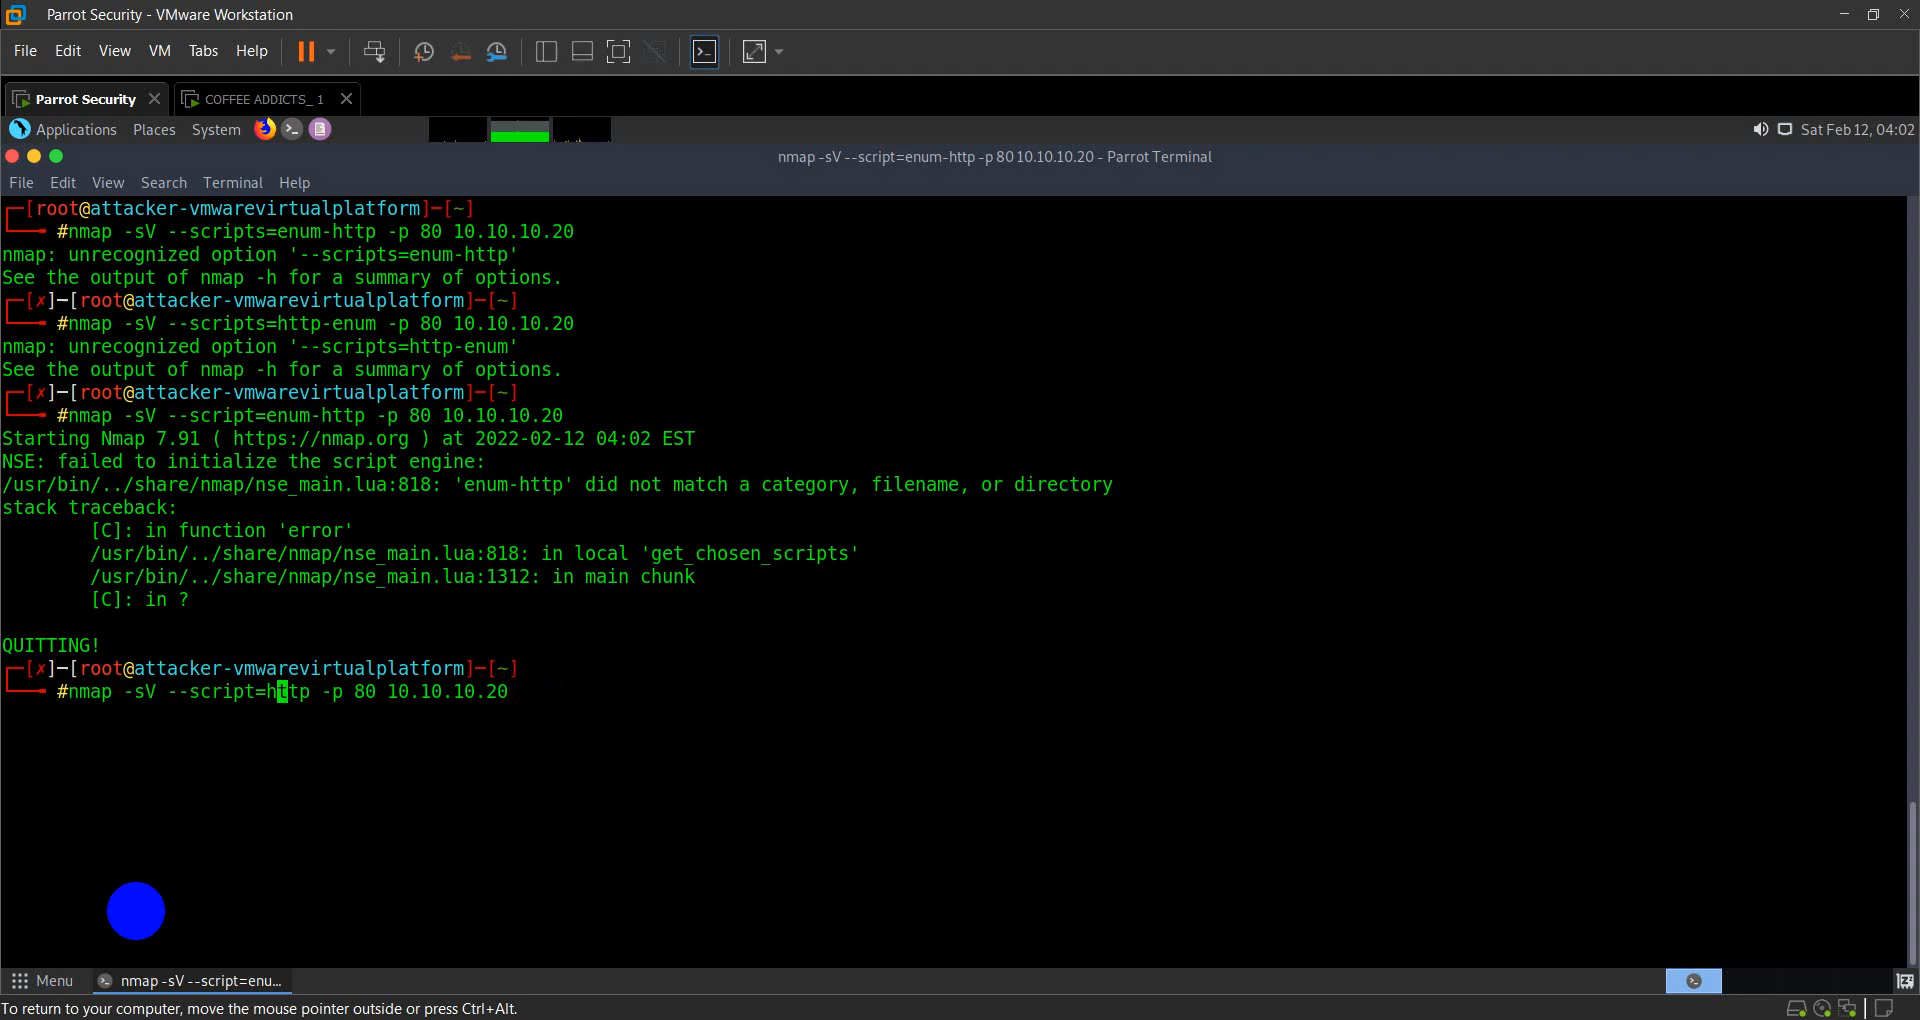 Parrot Security - VMware Workstation
File Edit View VM Tabs Help
Parrot Security COFFEE ADDICTS_ 1
Applications Places System Sat Feb 12, 04:02
nmap -sV --script=enum-http -p 80 10.10.10.20 - Parrot Terminal
File Edit View Search Terminal Help
[root@attacker-vmwarevirtualplatform]─[~]
#nmap -sV --scripts=enum-http -p 80 10.10.10.20
nmap: unrecognized option '--scripts=enum-http'
See the output of nmap -h for a summary of options.
[✗]─[root@attacker-vmwarevirtualplatform]─[~]
#nmap -sV --scripts=http-enum -p 80 10.10.10.20
nmap: unrecognized option '--scripts=http-enum'
See the output of nmap -h for a summary of options.
[✗]─[root@attacker-vmwarevirtualplatform]─[~]
#nmap -sV --script=enum-http -p 80 10.10.10.20
Starting Nmap 7.91 ( https://nmap.org ) at 2022-02-12 04:02 EST
NSE: failed to initialize the script engine:
/usr/bin/../share/nmap/nse_main.lua:818: 'enum-http' did not match a category, filename, or directory
stack traceback:
[C]: in function 'error'
/usr/bin/../share/nmap/nse_main.lua:818: in local 'get_chosen_scripts'
/usr/bin/../share/nmap/nse_main.lua:1312: in main chunk
[C]: in ?
QUITTING!
[✗]─[root@attacker-vmwarevirtualplatform]─[~]
#nmap -sV --script=http -p 80 10.10.10.20
Menu nmap -sV --script=enu...
To return to your computer, move the mouse pointer outside or press Ctrl+Alt.